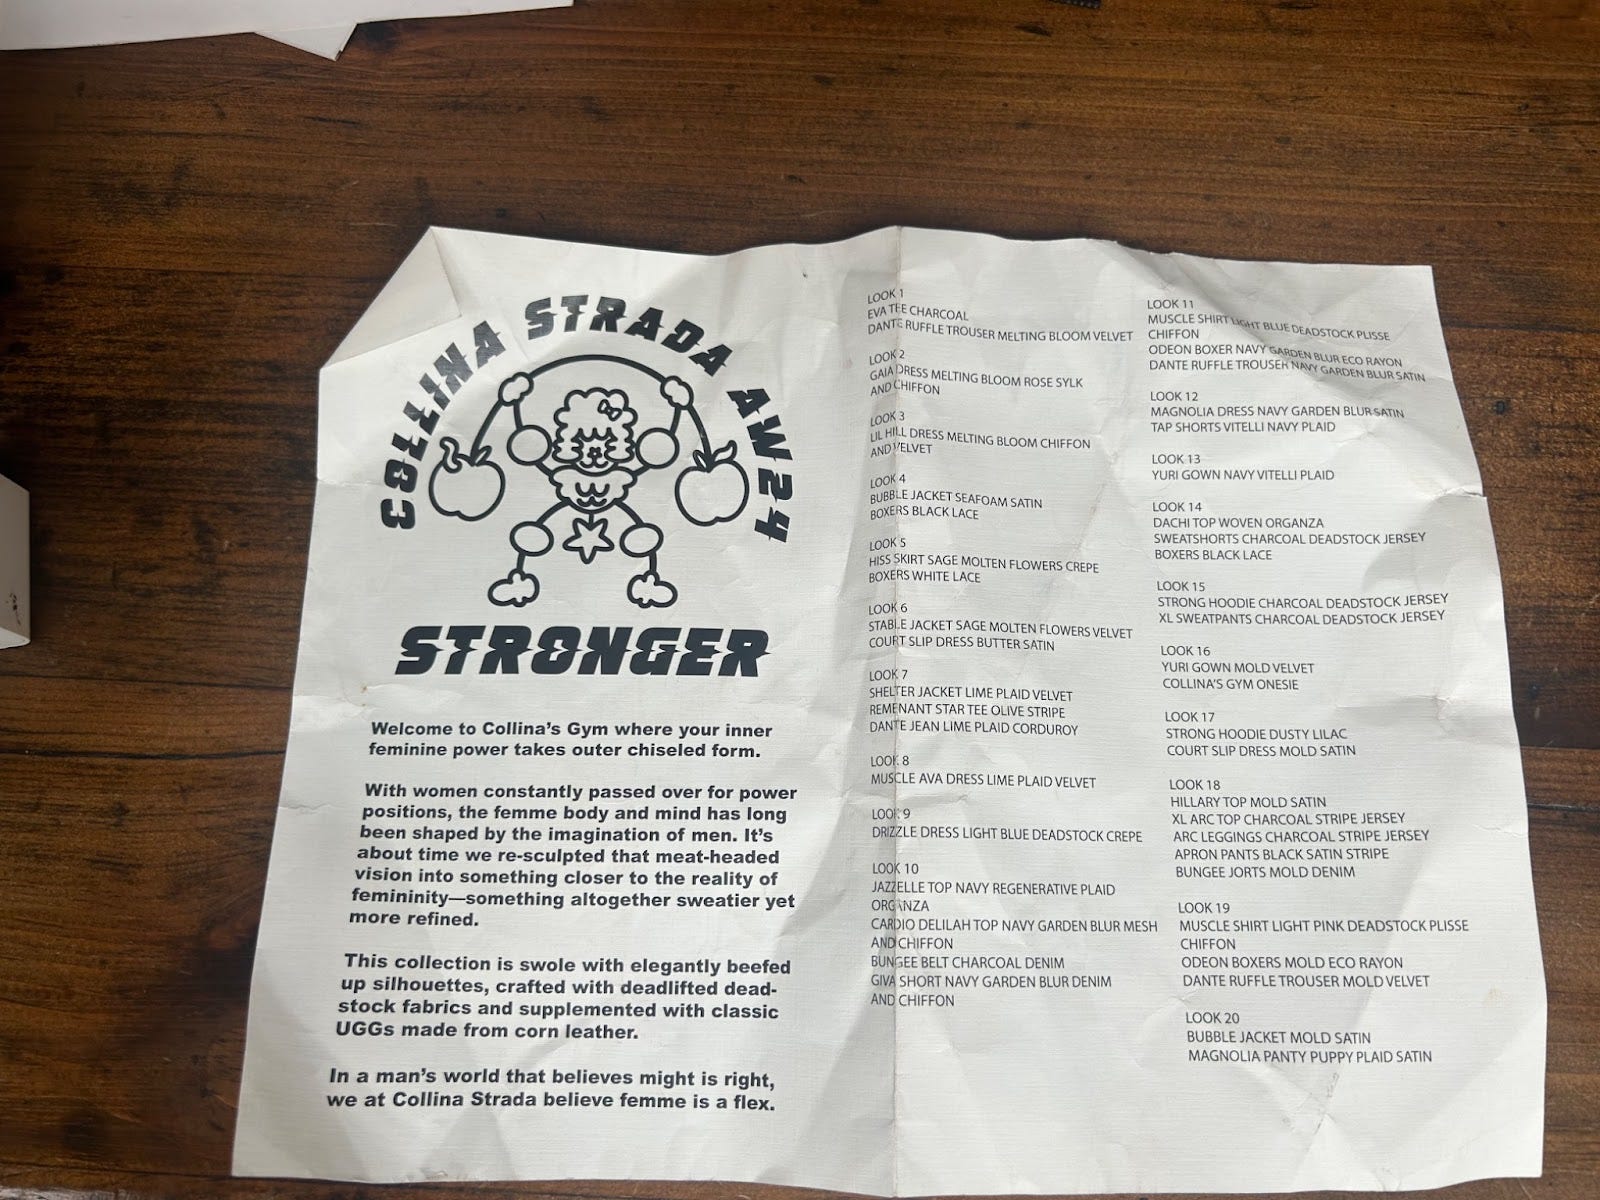 COLLINA STRADA AW24
STRONGER
Welcome to Collina's Gym where your inner
feminine power takes outer chiseled form.
With women constantly passed over for power
positions, the femme body and mind has long
been shaped by the imagination of men. It's
about time we re-sculpted that meat-headed
vision into something closer to the reality of
femininity—something altogether sweatier yet
more refined.
This collection is swole with elegantly beefed
up silhouettes, crafted with deadlifted dead-
stock fabrics and supplemented with classic
UGGs made from corn leather.
In a man's world that believes might is right,
we at Collina Strada believe femme is a flex.
LOOK 1
EVA TEE CHARCOAL
DANTE RUFFLE TROUSER MELTING BLOOM VELVET
LOOK 2
GAIA DRESS MELTING BLOOM ROSE SYLK
AND CHIFFON
LOOK 3
LIL HILL DRESS MELTING BLOOM CHIFFON
AND VELVET
LOOK 4
BUBBLE JACKET SEAFOAM SATIN
BOXERS BLACK LACE
LOOK 5
HISS SKIRT SAGE MOLTEN FLOWERS CREPE
BOXERS WHITE LACE
LOOK 6
STABLE JACKET SAGE MOLTEN FLOWERS VELVET
COURT SLIP DRESS BUTTER SATIN
LOOK 7
SHELTER JACKET LIME PLAID VELVET
REMENANT STAR TEE OLIVE STRIPE
DANTE JEAN LIME PLAID CORDUROY
LOOK 8
MUSCLE AVA DRESS LIME PLAID VELVET
LOOK 9
DRIZZLE DRESS LIGHT BLUE DEADSTOCK CREPE
LOOK 10
JAZZELLE TOP NAVY REGENERATIVE PLAID
ORGANZA
CARDIO DELILAH TOP NAVY GARDEN BLUR MESH
AND CHIFFON
BUNGEE BELT CHARCOAL DENIM
GIVA SHORT NAVY GARDEN BLUR DENIM
AND CHIFFON
LOOK 11
MUSCLE SHIRT LIGHT BLUE DEADSTOCK PLISSE
CHIFFON
ODEON BOXER NAVY GARDEN BLUR ECO RAYON
DANTE RUFFLE TROUSER NAVY GARDEN BLUR SATIN
LOOK 12
MAGNOLIA DRESS NAVY GARDEN BLUR SATIN
TAP SHORTS VITELLI NAVY PLAID
LOOK 13
YURI GOWN NAVY VITELLI PLAID
LOOK 14
DACHI TOP WOVEN ORGANZA
SWEATSHORTS CHARCOAL DEADSTOCK JERSEY
BOXERS BLACK LACE
LOOK 15
STRONG HOODIE CHARCOAL DEADSTOCK JERSEY
XL SWEATPANTS CHARCOAL DEADSTOCK JERSEY
LOOK 16
YURI GOWN MOLD VELVET
COLLINA'S GYM ONESIE
LOOK 17
STRONG HOODIE DUSTY LILAC
COURT SLIP DRESS MOLD SATIN
LOOK 18
HILLARY TOP MOLD SATIN
XL ARC TOP CHARCOAL STRIPE JERSEY
ARC LEGGINGS CHARCOAL STRIPE JERSEY
APRON PANTS BLACK SATIN STRIPE
BUNGEE JORTS MOLD DENIM
LOOK 19
MUSCLE SHIRT LIGHT PINK DEADSTOCK PLISSE
CHIFFON
ODEON BOXERS MOLD ECO RAYON
DANTE RUFFLE TROUSER MOLD VELVET
LOOK 20
BUBBLE JACKET MOLD SATIN
MAGNOLIA PANTY PUPPY PLAID SATIN